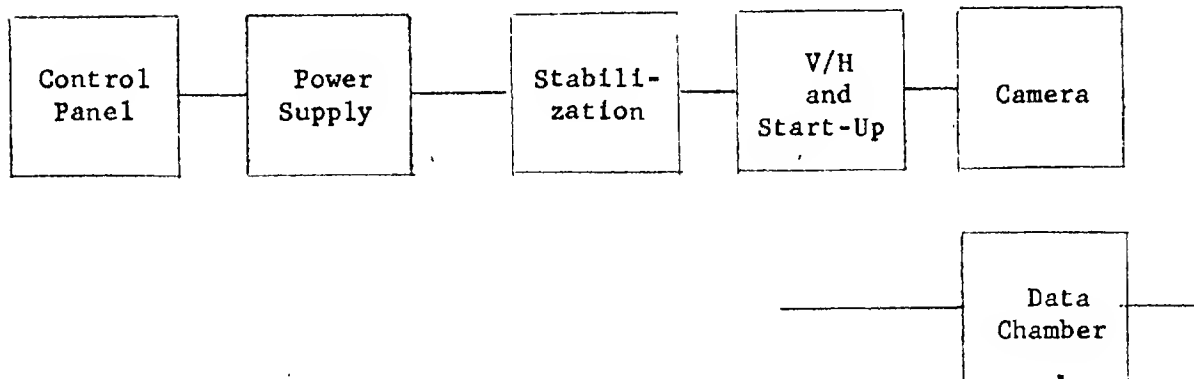 Control
Panel
Power
Supply
Stabili-
zation
V/H
and
Start-Up
Camera
Data
Chamber